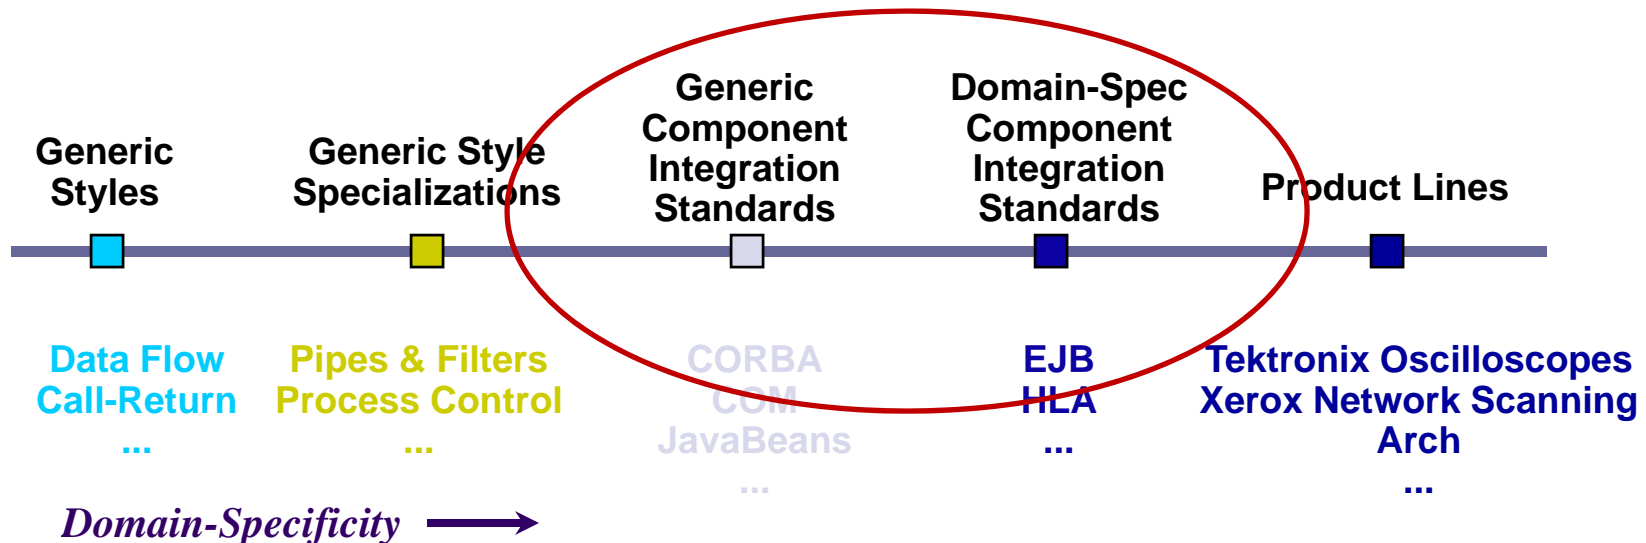 Generic
Styles
Generic Style
Specializations
Generic
Component
Integration
Standards
Domain-Spec
Component
Integration
Standards
Product Lines
Data Flow
Call-Return
...
Pipes & Filters
Process Control
...
CORBA
COM
JavaBeans
...
EJB
HLA
...
Tektronix Oscilloscopes
Xerox Network Scanning
Arch
...
Domain-Specificity